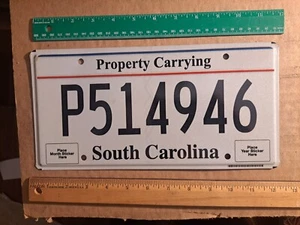 Property Carrying
P514946
Place
Month Sticker
Here
South Carolina
Place
Year Sticker
Here